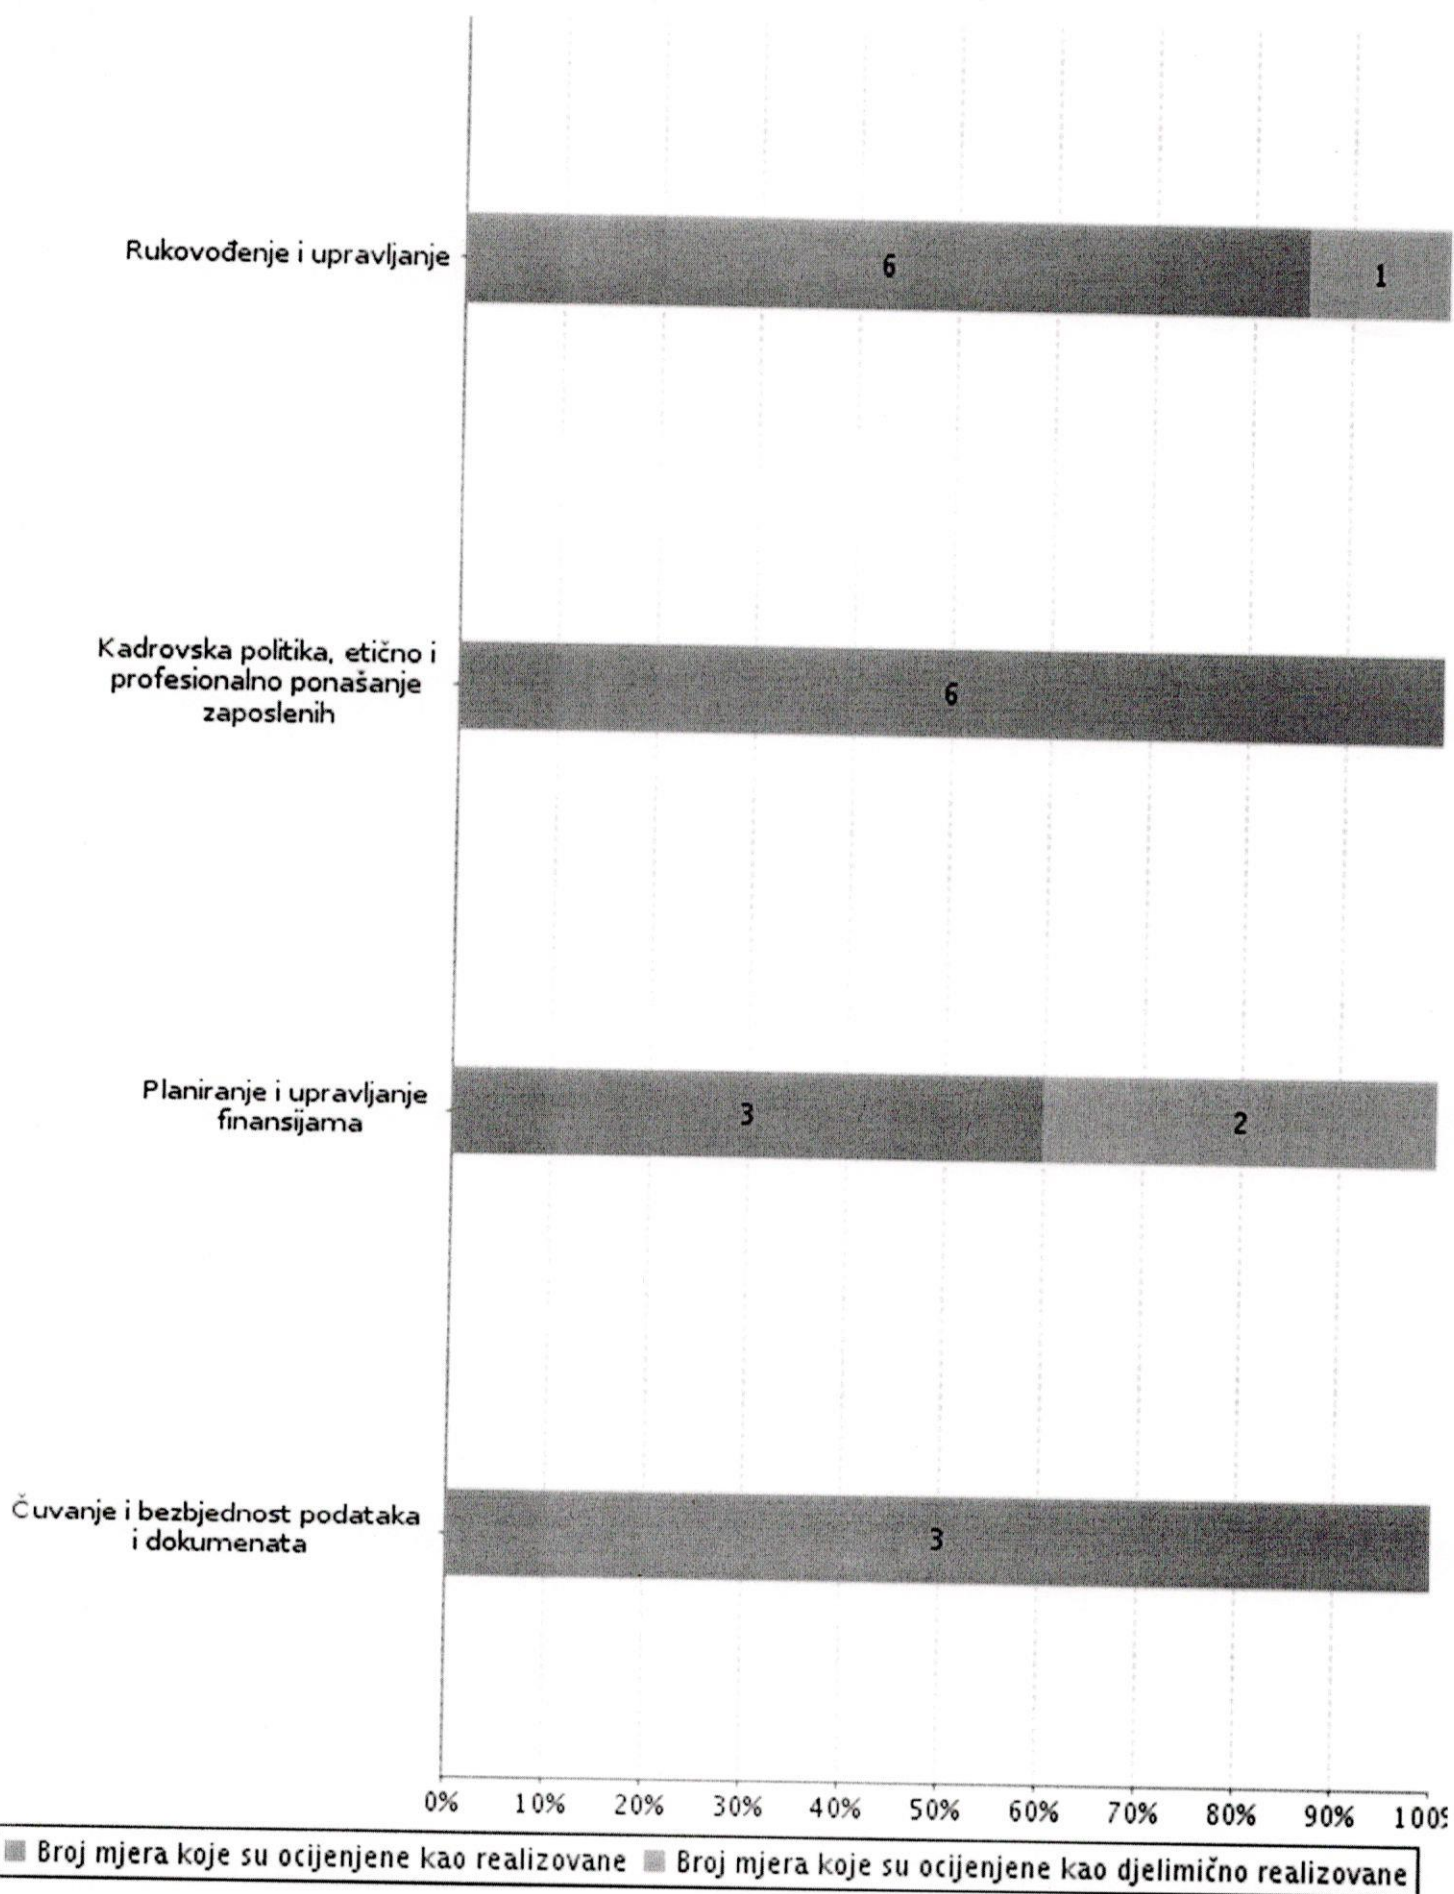 Rukovođenje i upravljanje
6
1
Kadrovska politika, etično i
profesionalno ponašanje
zaposlenih
6
Planiranje i upravljanje
finansijama
3
2
Čuvanje i bezbjednost podataka
i dokumenata
3
0% 10% 20% 30% 40% 50% 60% 70% 80% 90% 100%
Broj mjera koje su ocijenjene kao realizovane Broj mjera koje su ocijenjene kao djelimično realizovane